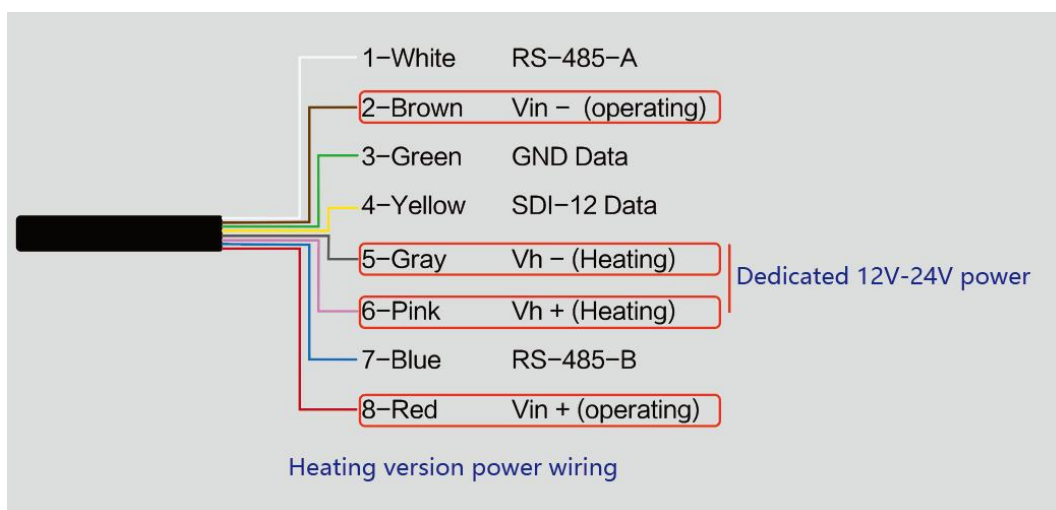 1-White RS-485-A
2-Brown Vin - (operating)
3-Green GND Data
4-Yellow SDI-12 Data
5-Gray Vh - (Heating)
Dedicated 12V-24V power
6-Pink Vh + (Heating)
7-Blue RS-485-B
8-Red Vin + (operating)
Heating version power wiring